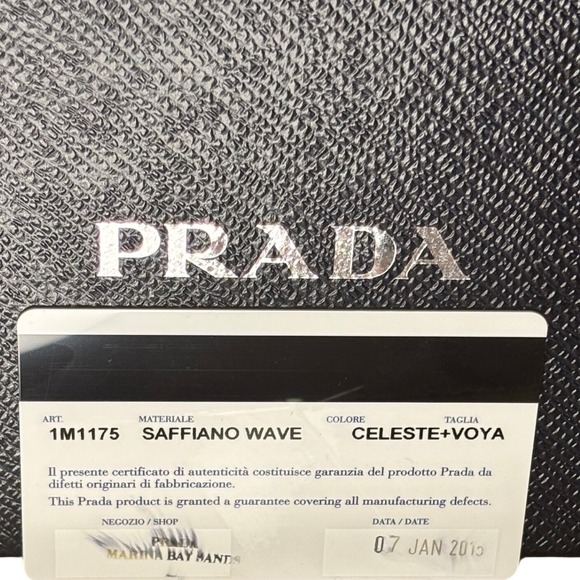 PRADA
ART. MATERIALE COLORE TAGLIA
1M1175 SAFFIANO WAVE CELESTE+VOYA
Il presente certificato di autenticità costituisce garanzia del prodotto Prada da
difetti originari di fabbricazione.
This Prada product is granted a guarantee covering all manufacturing defects.
NEGOZIO / SHOP DATA / DATE
PRADA
MARINA BAY SANDS
07 JAN 2015